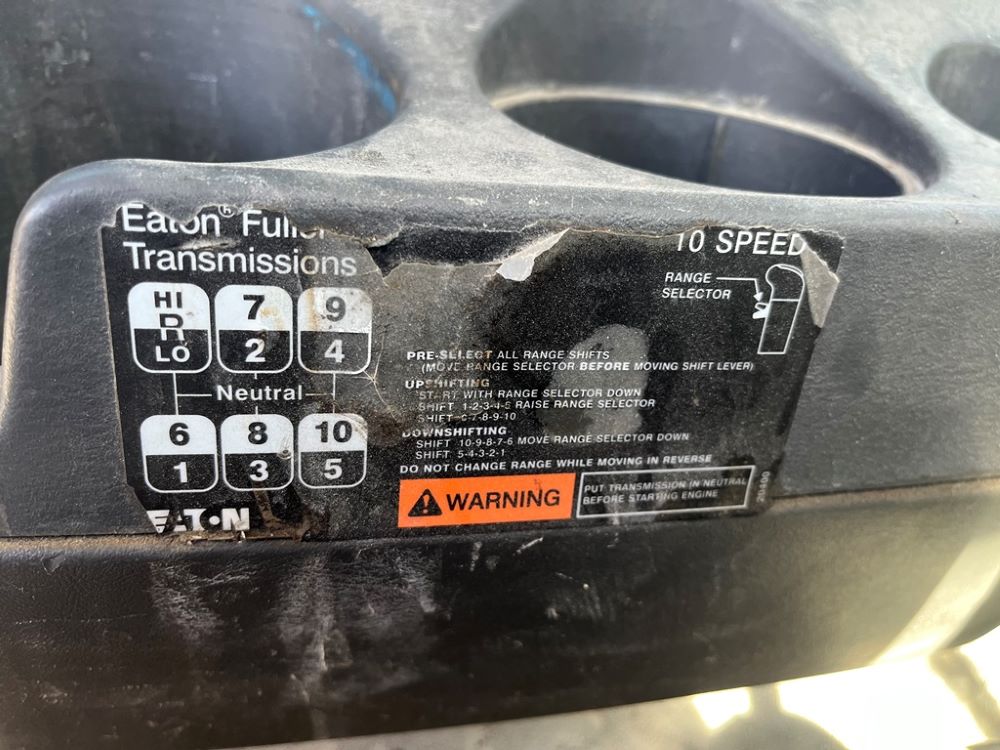 Eaton® Fuller
Transmissions
10 SPEED
RANGE
SELECTOR
HI
R
LO
7
2
9
4
Neutral
6
1
8
3
10
5
PRE-SELECT ALL RANGE SHIFTS
(MOVE RANGE SELECTOR BEFORE MOVING SHIFT LEVER)
UPSHIFTING
START WITH RANGE SELECTOR DOWN
SHIFT 1-2-3-4-5 RAISE RANGE SELECTOR
SHIFT 6-7-8-9-10
DOWNSHIFTING
SHIFT 10-9-8-7-6 MOVE RANGE SELECTOR DOWN
SHIFT 5-4-3-2-1
DO NOT CHANGE RANGE WHILE MOVING IN REVERSE
WARNING
PUT TRANSMISSION IN NEUTRAL
BEFORE STARTING ENGINE
EATON